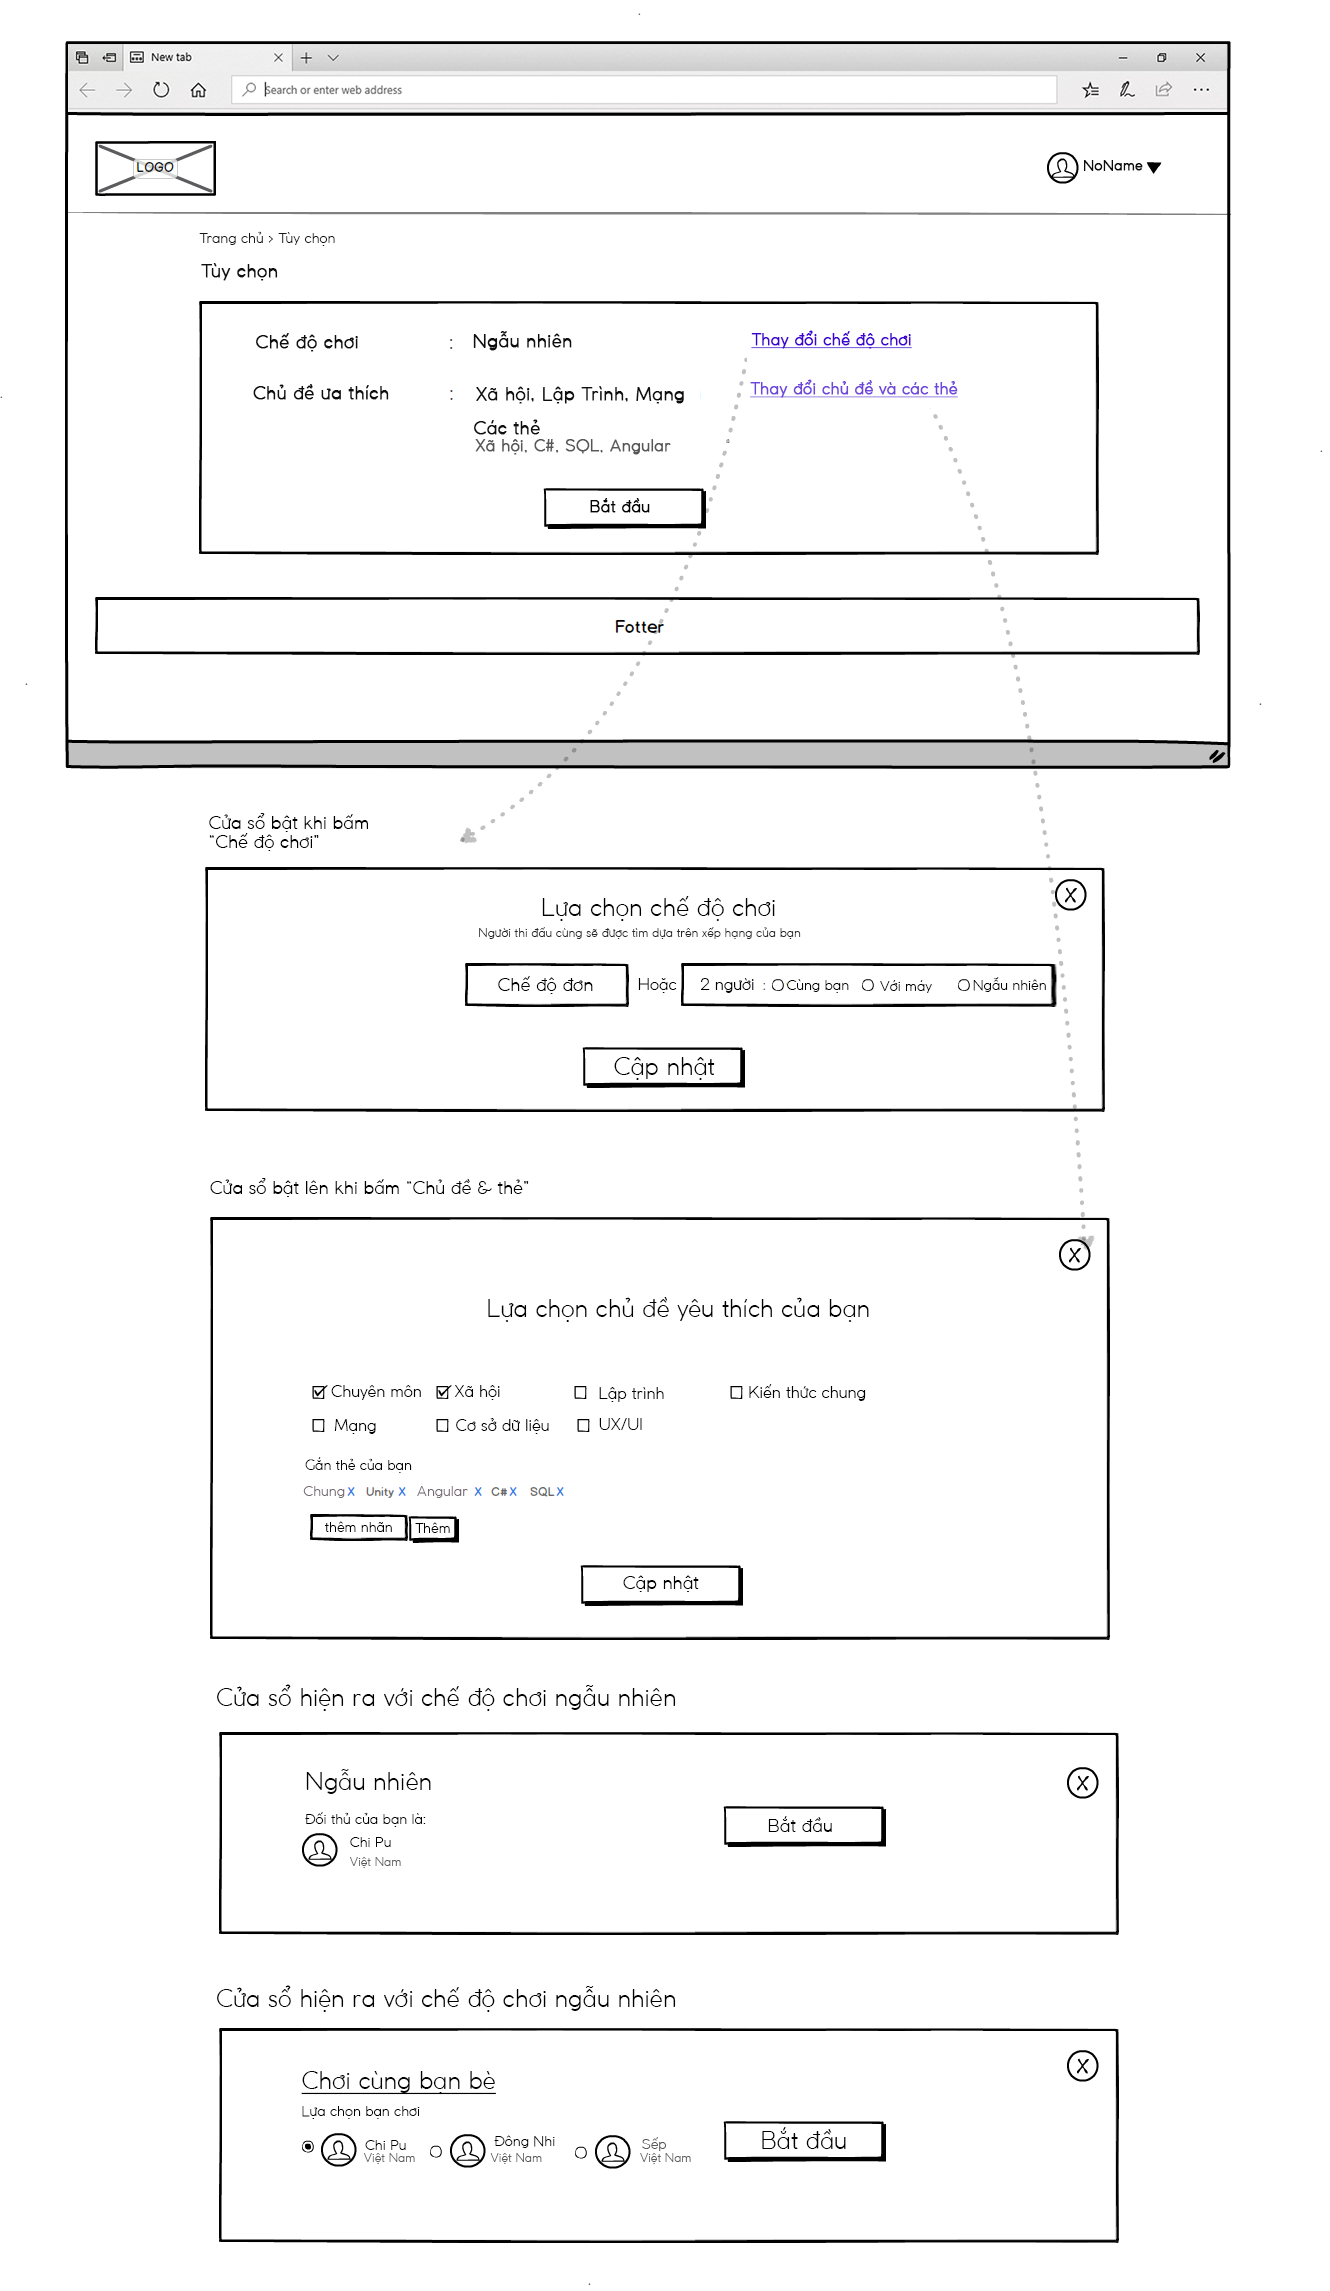 New tab
Search or enter web address
LOGO
NoName
Trang chủ > Tùy chọn
Tùy chọn
Chế độ chơi : Ngẫu nhiên Thay đổi chế độ chơi
Chủ đề ưa thích : Xã hội, Lập Trình, Mạng Thay đổi chủ đề và các thẻ
Các thẻ
Xã hội, C#, SQL, Angular
Bắt đầu
Fotter
Cửa sổ bật khi bấm
"Chế độ chơi"
X
Lựa chọn chế độ chơi
Người thi đấu cùng sẽ được tìm dựa trên xếp hạng của bạn
Chế độ đơn Hoặc 2 người : Cùng bạn Với máy Ngẫu nhiên
Cập nhật
Cửa sổ bật lên khi bấm "Chủ đề & thẻ"
X
Lựa chọn chủ đề yêu thích của bạn
Chuyên môn Xã hội Lập trình Kiến thức chung
Mạng Cơ sở dữ liệu UX/UI
Gắn thẻ của bạn
Chung X Unity X Angular X C# X SQL X
thêm nhãn Thêm
Cập nhật
Cửa sổ hiện ra với chế độ chơi ngẫu nhiên
Ngẫu nhiên X
Đối thủ của bạn là:
Bắt đầu
Chi Pu
Việt Nam
Cửa sổ hiện ra với chế độ chơi ngẫu nhiên
X
Chơi cùng bạn bè
Lựa chọn bạn chơi
Bắt đầu
Chi Pu Đông Nhi Sếp
Việt Nam Việt Nam Việt Nam